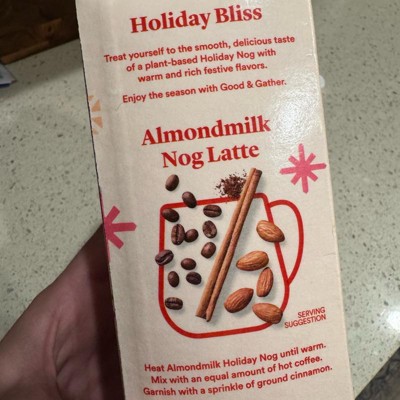 Holiday Bliss
Treat yourself to the smooth, delicious taste
of a plant-based Holiday Nog with
warm and rich festive flavors.
Enjoy the season with Good & Gather.
Almondmilk
Nog Latte
SERVING
SUGGESTION
Heat Almondmilk Holiday Nog until warm.
Mix with an equal amount of hot coffee.
Garnish with a sprinkle of ground cinnamon.